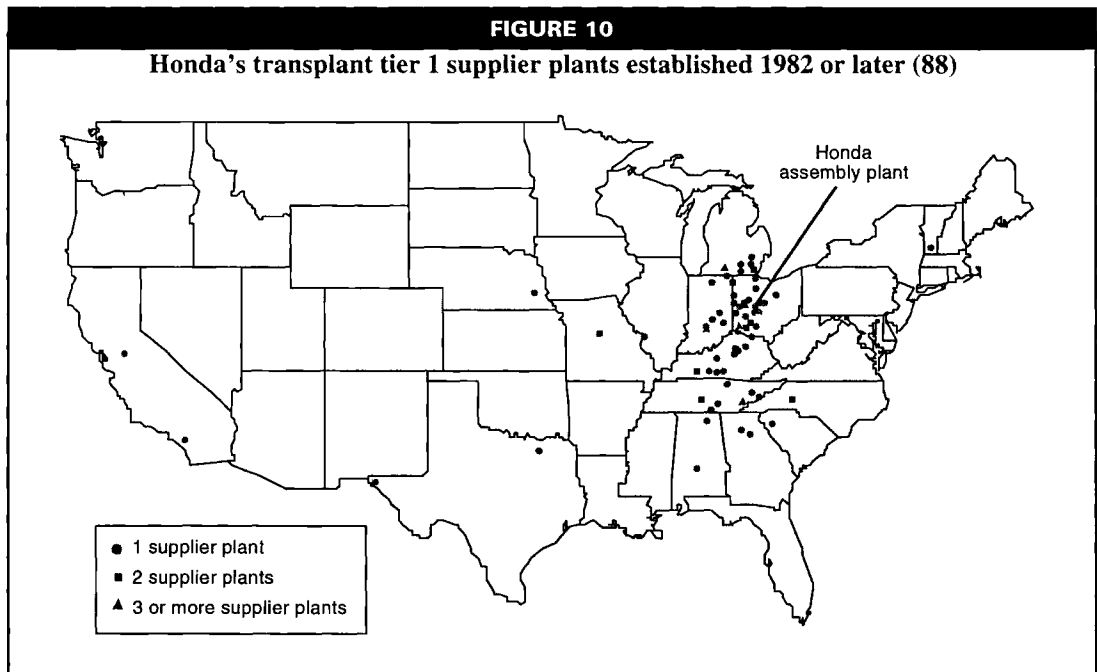 FIGURE 10
Honda's transplant tier 1 supplier plants established 1982 or later (88)
Honda
assembly plant
1 supplier plant
2 supplier plants
3 or more supplier plants